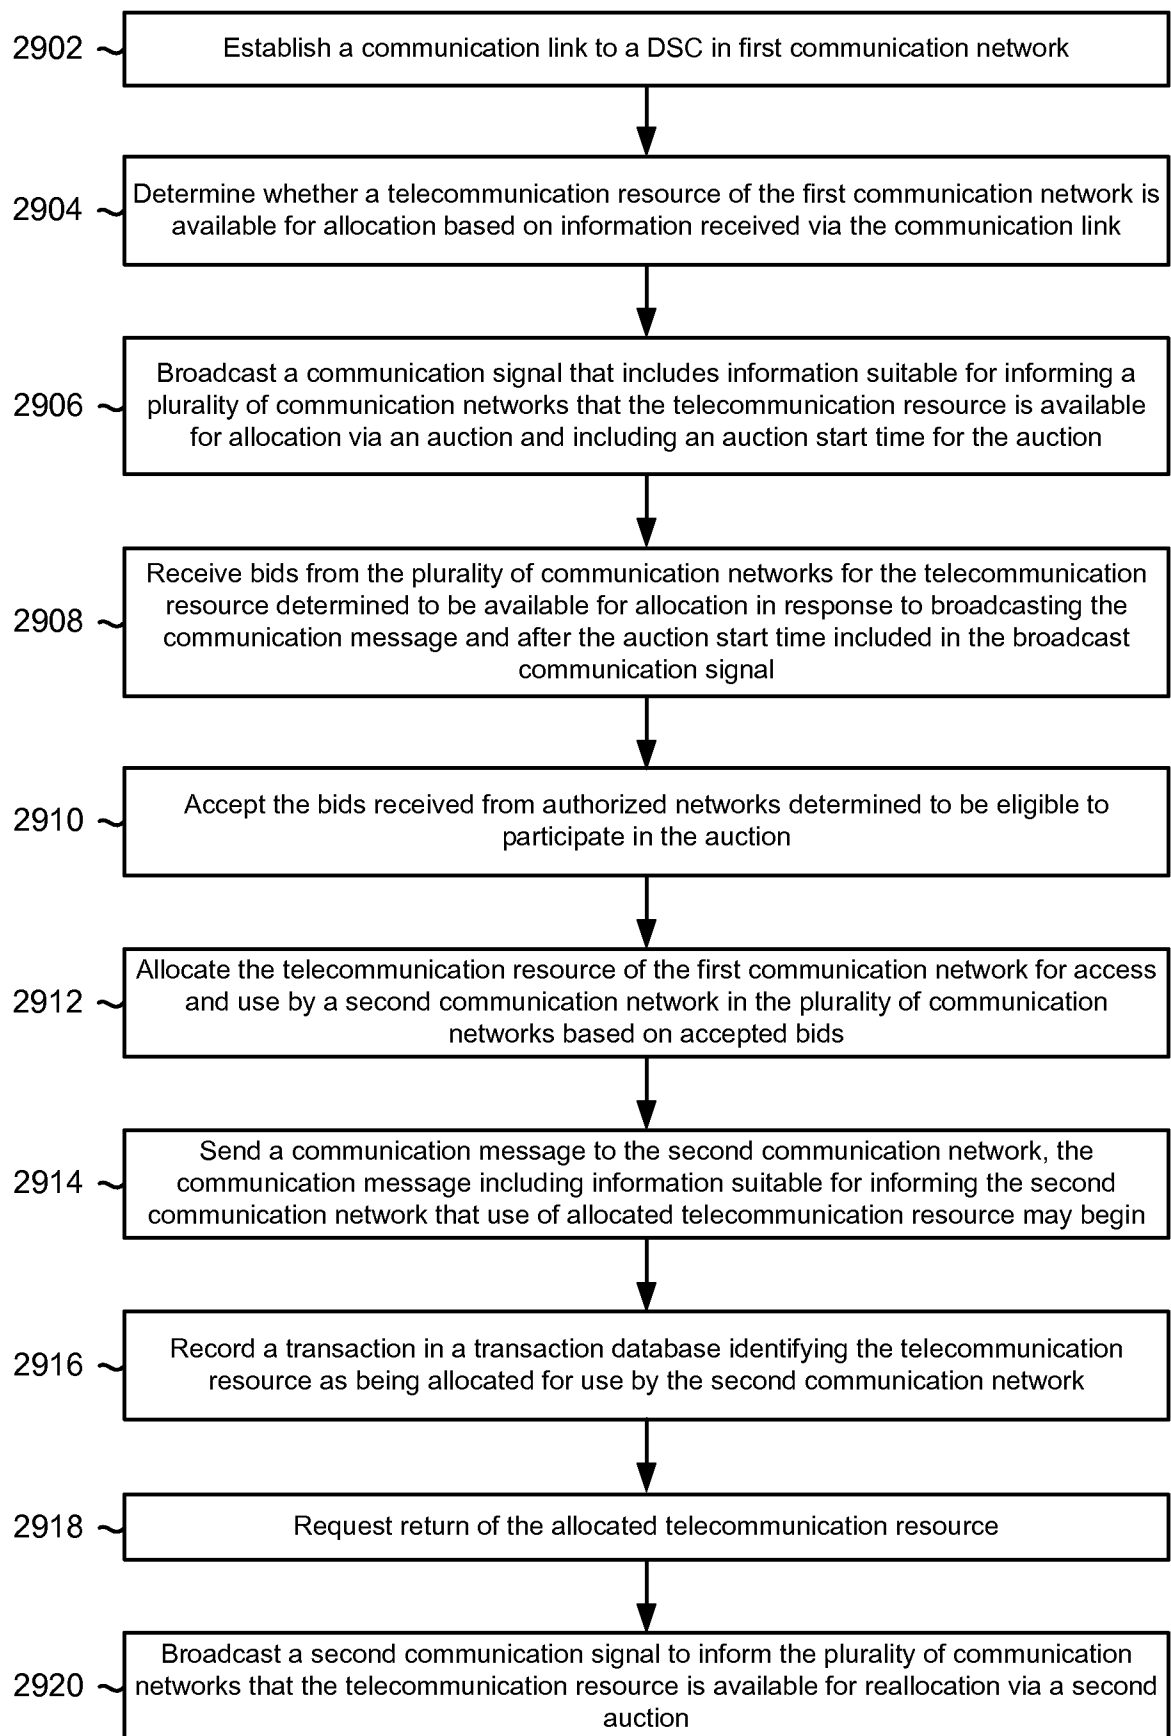 2902
Establish a communication link to a DSC in first communication network
2904
Determine whether a telecommunication resource of the first communication network is
available for allocation based on information received via the communication link
2906
Broadcast a communication signal that includes information suitable for informing a
plurality of communication networks that the telecommunication resource is available
for allocation via an auction and including an auction start time for the auction
2908
Receive bids from the plurality of communication networks for the telecommunication
resource determined to be available for allocation in response to broadcasting the
communication message and after the auction start time included in the broadcast
communication signal
2910
Accept the bids received from authorized networks determined to be eligible to
participate in the auction
2912
Allocate the telecommunication resource of the first communication network for access
and use by a second communication network in the plurality of communication
networks based on accepted bids
2914
Send a communication message to the second communication network, the
communication message including information suitable for informing the second
communication network that use of allocated telecommunication resource may begin
2916
Record a transaction in a transaction database identifying the telecommunication
resource as being allocated for use by the second communication network
2918
Request return of the allocated telecommunication resource
2920
Broadcast a second communication signal to inform the plurality of communication
networks that the telecommunication resource is available for reallocation via a second
auction